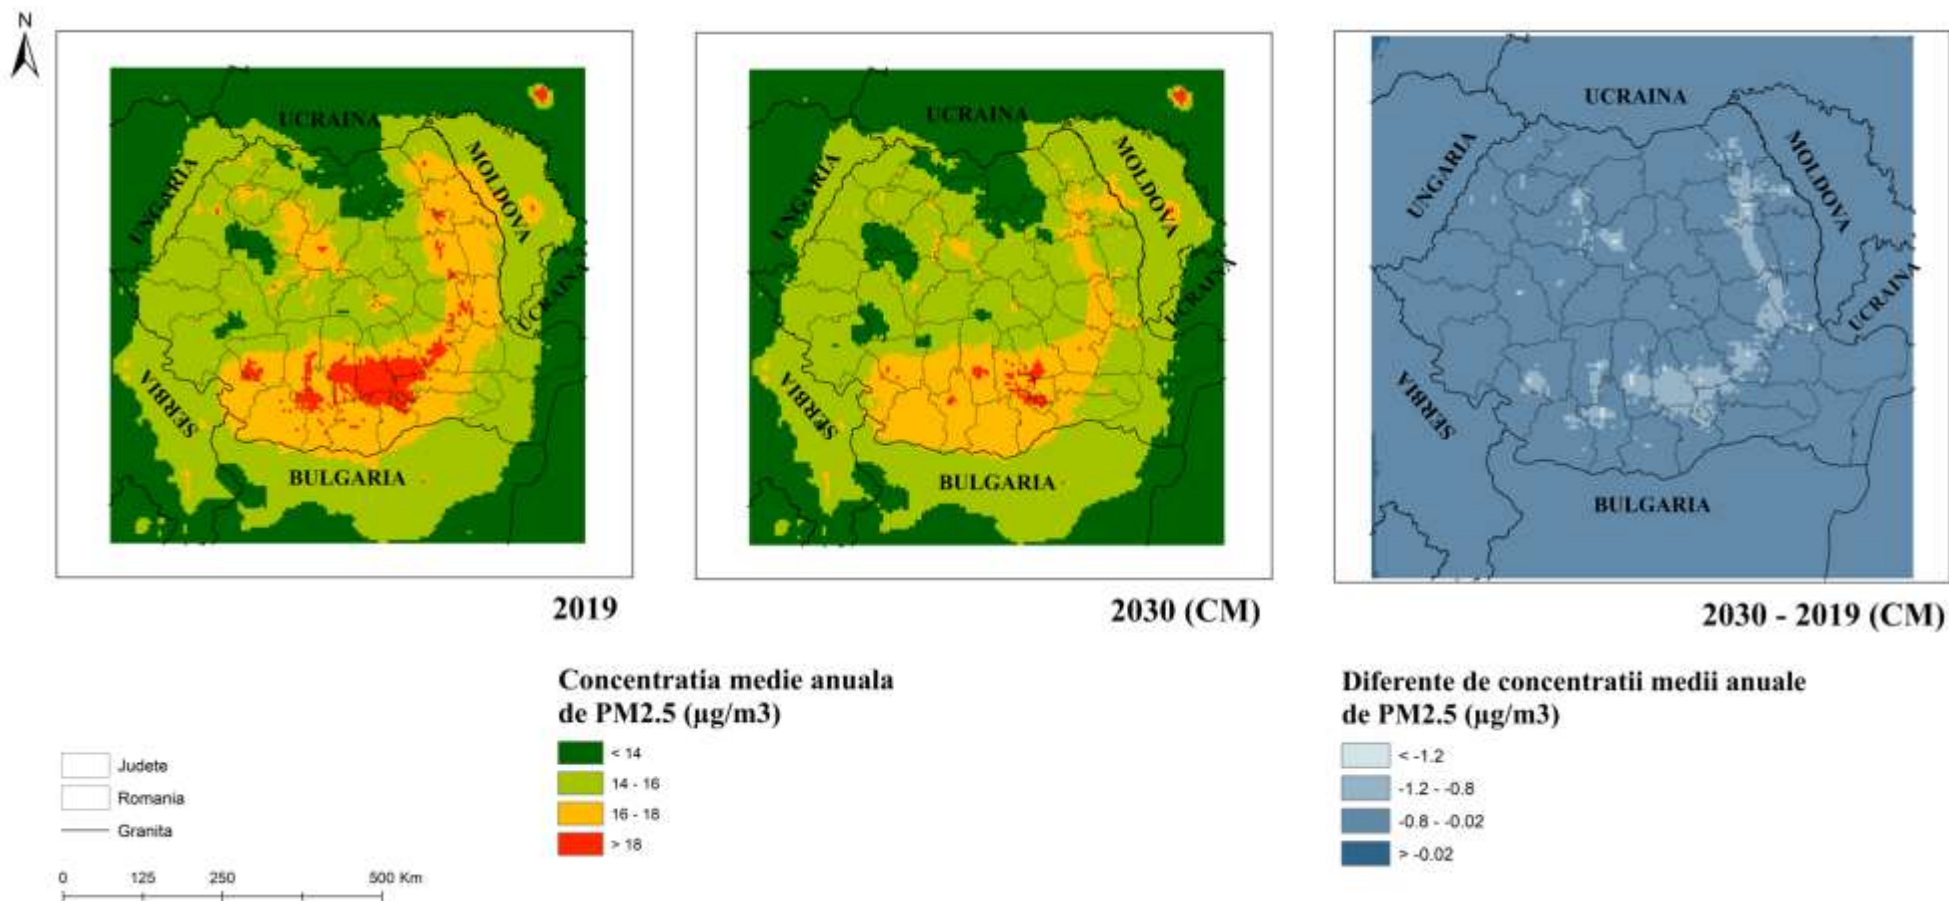 N
UCRAINA
UNGARIA
MOLDOVA
UCRAINA
SERBIA
BULGARIA
2019
UCRAINA
UNGARIA
MOLDOVA
UCRAINA
SERBIA
BULGARIA
2030 (CM)
UCRAINA
UNGARIA
MOLDOVA
UCRAINA
SERBIA
BULGARIA
2030 - 2019 (CM)
Judete
Romania
Granita
0 125 250 500 Km
Concentratia medie anuala
de PM2.5 (µg/m3)
< 14
14 - 16
16 - 18
> 18
Diferente de concentratii medii anuale
de PM2.5 (µg/m3)
< -1.2
-1.2 - -0.8
-0.8 - -0.02
> -0.02